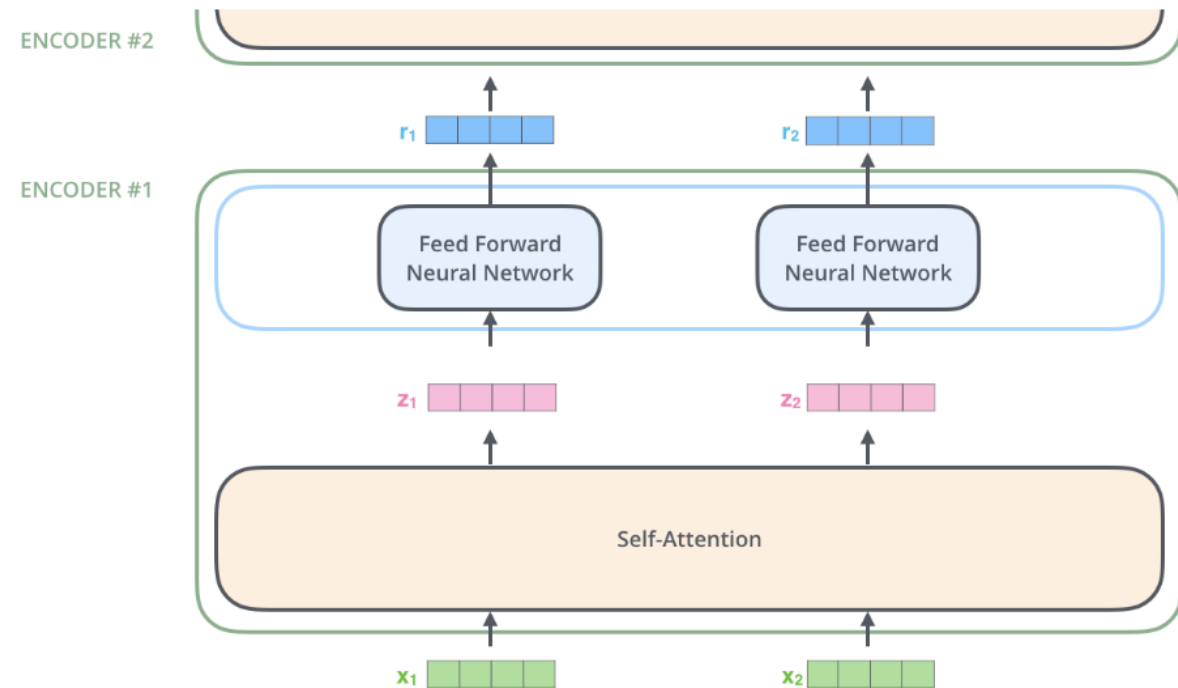 ENCODER #2
r₁
r₂
ENCODER #1
Feed Forward
Neural Network
Feed Forward
Neural Network
z₁
z₂
Self-Attention
x₁
x₂